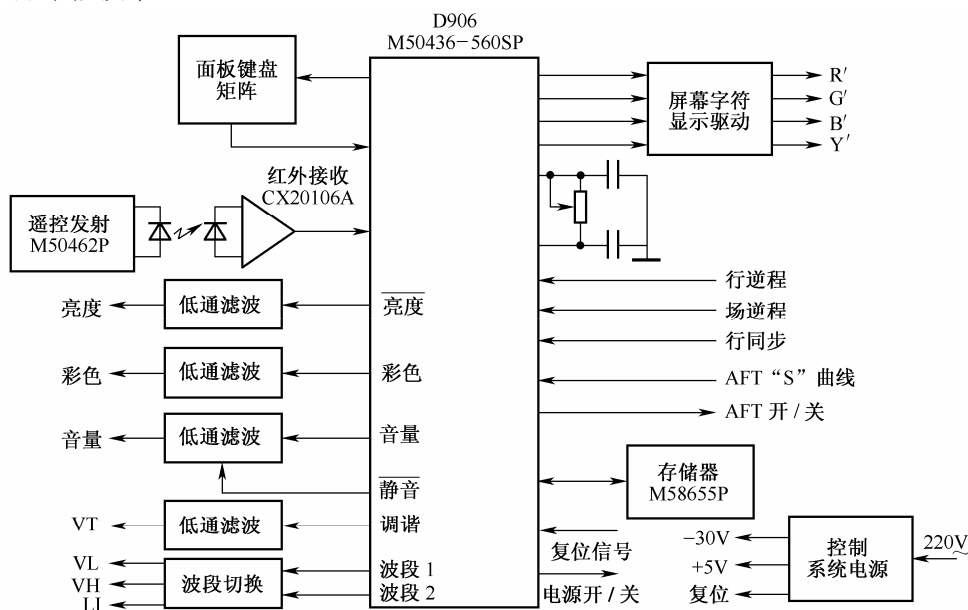 D906
M50436-560SP
面板键盘
矩阵
屏幕字符
显示驱动
R′
G′
B′
Y′
红外接收
CX20106A
遥控发射
M50462P
亮度
低通滤波
亮度
彩色
低通滤波
彩色
音量
低通滤波
音量
静音
VT
低通滤波
调谐
VL
VH
波段切换
波段 1
波段 2
行逆程
场逆程
行同步
AFT “S” 曲线
AFT 开 / 关
存储器
M58655P
复位信号
电源开 / 关
-30V
+5V
复位
控制
系统电源
220V
~